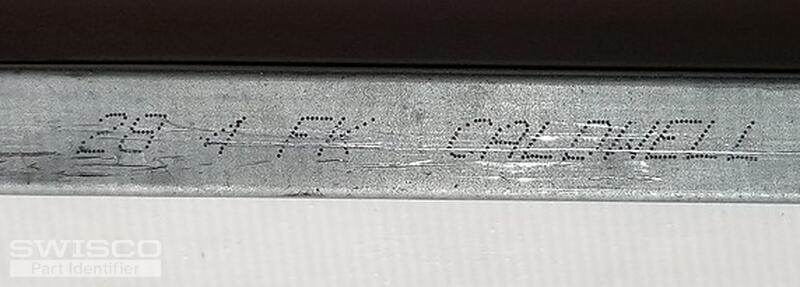 29 4 FK CALDWELL
SWISCO
Part Identifier